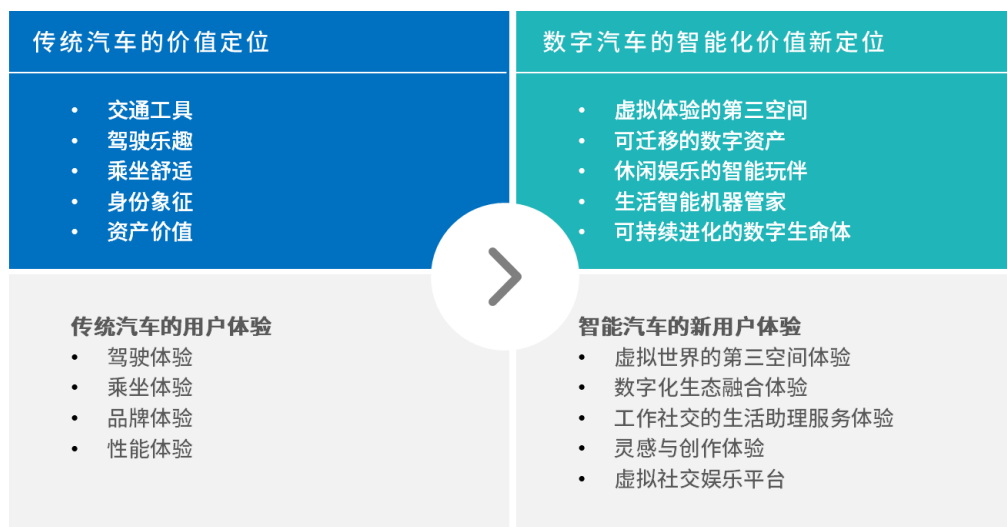 传统汽车的价值定位
• 交通工具
• 驾驶乐趣
• 乘坐舒适
• 身份象征
• 资产价值
数字汽车的智能化价值新定位
• 虚拟体验的第三空间
• 可迁移的数字资产
• 休闲娱乐的智能玩伴
• 生活智能机器管家
• 可持续进化的数字生命体
传统汽车的用户体验
• 驾驶体验
• 乘坐体验
• 品牌体验
• 性能体验
智能汽车的新用户体验
• 虚拟世界的第三空间体验
• 数字化生态融合体验
• 工作社交的生活助理服务体验
• 灵感与创作体验
• 虚拟社交娱乐平台